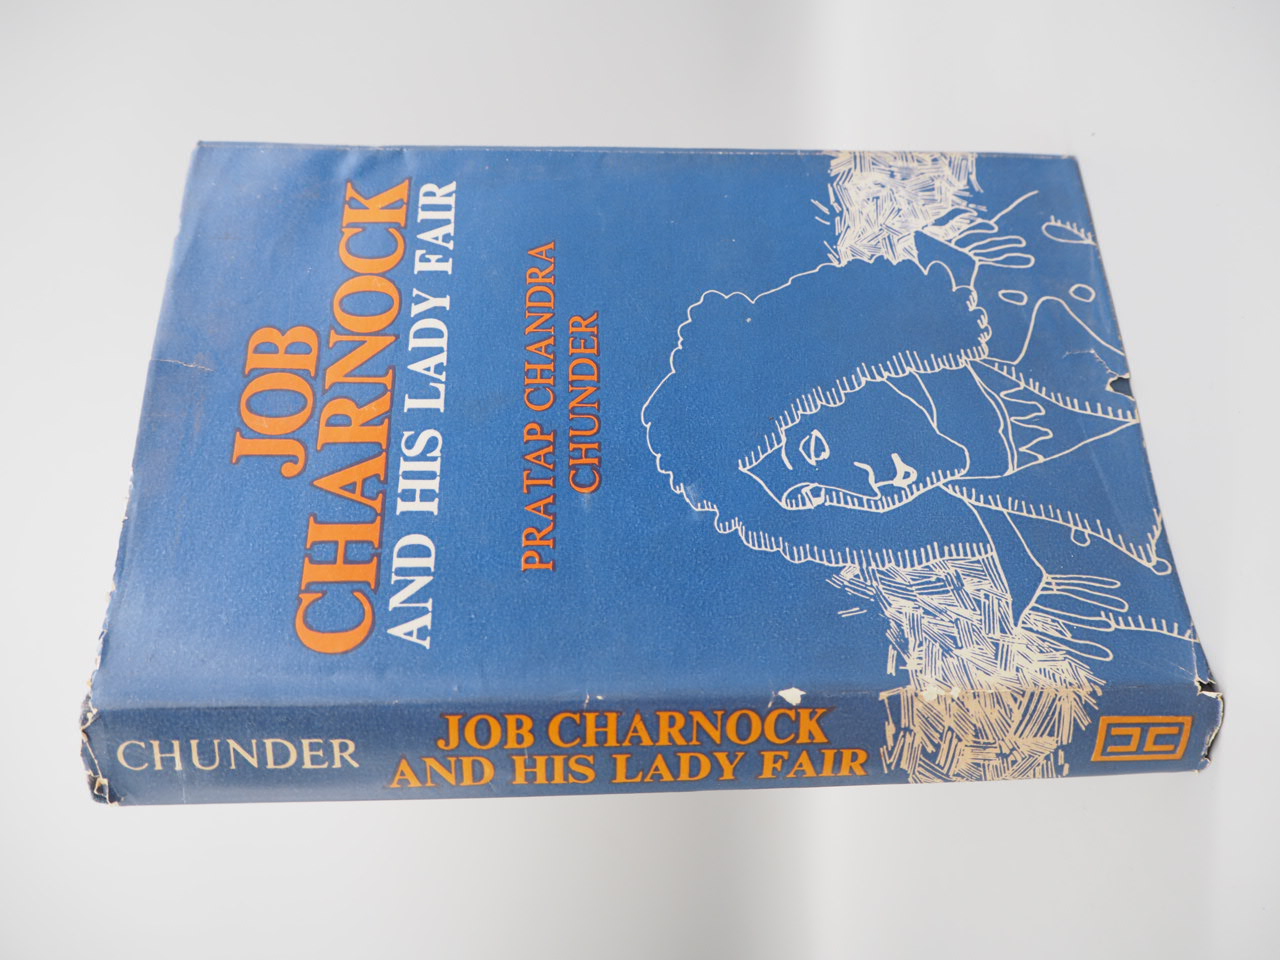 JOB
CHARNOCK
AND HIS LADY FAIR
PRATAP CHANDRA
CHUNDER
CHUNDER
JOB CHARNOCK
AND HIS LADY FAIR